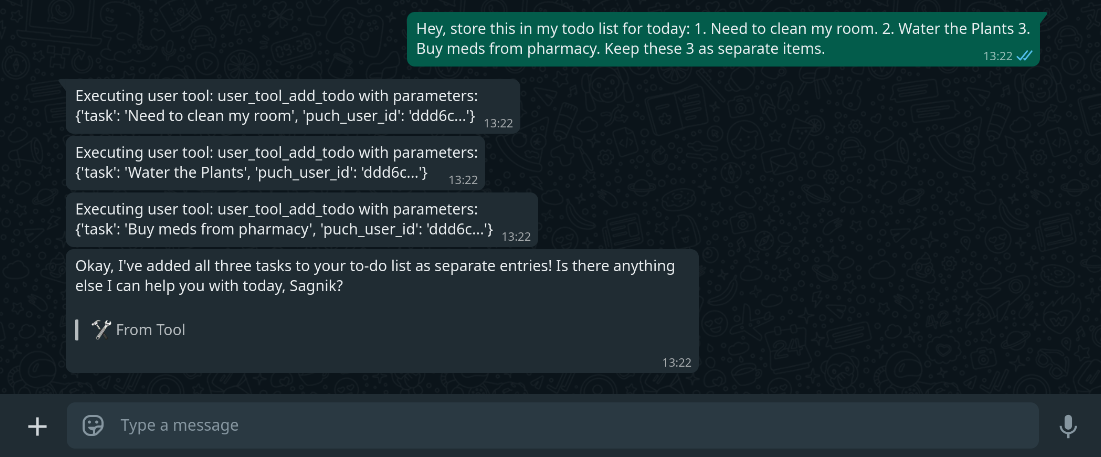 Hey, store this in my todo list for today: 1. Need to clean my room. 2. Water the Plants 3.
Buy meds from pharmacy. Keep these 3 as separate items.
13:22
Executing user tool: user_tool_add_todo with parameters:
{'task': 'Need to clean my room', 'puch_user_id': 'ddd6c...'}
13:22
Executing user tool: user_tool_add_todo with parameters:
{'task': 'Water the Plants', 'puch_user_id': 'ddd6c...'}
13:22
Executing user tool: user_tool_add_todo with parameters:
{'task': 'Buy meds from pharmacy', 'puch_user_id': 'ddd6c...'}
13:22
Okay, I've added all three tasks to your to-do list as separate entries! Is there anything
else I can help you with today, Sagnik?
From Tool
13:22
Type a message